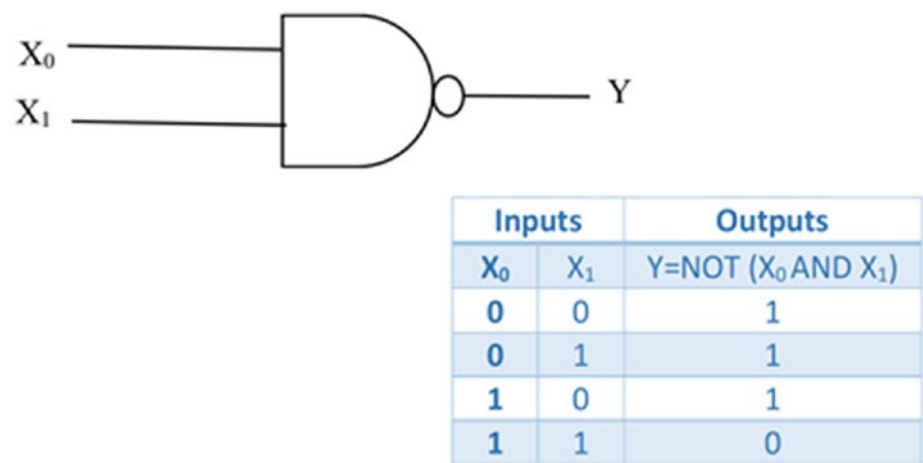 X₀
Y
X₁
Inputs Outputs
X₀ X₁ Y=NOT (X₀ AND X₁)
0 0 1
0 1 1
1 0 1
1 1 0